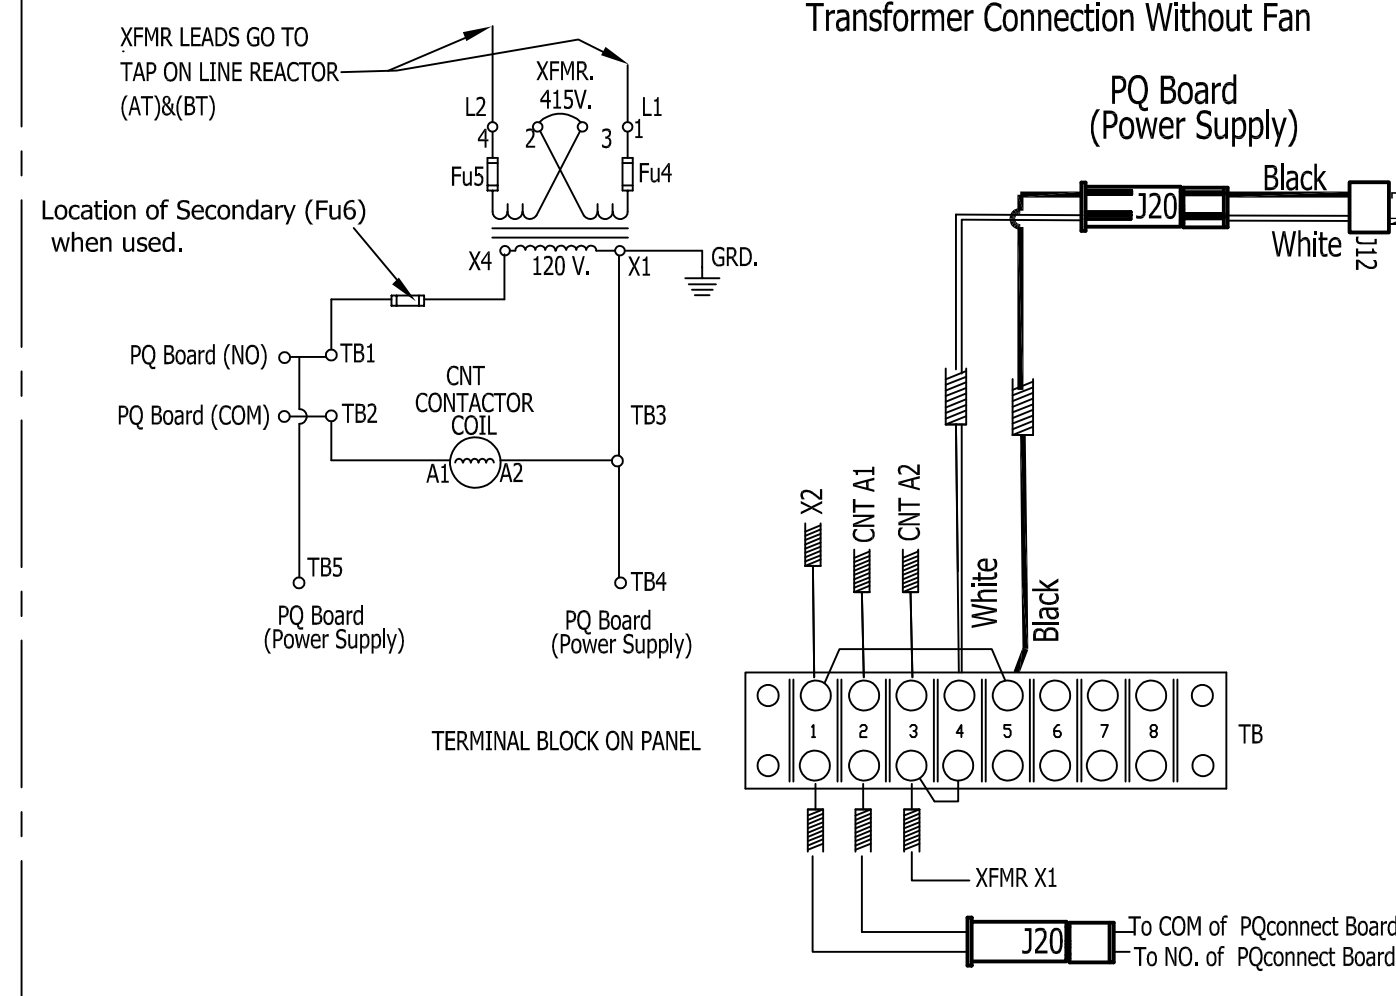 Transformer Connection Without Fan
XFMR LEADS GO TO
TAP ON LINE REACTOR
(AT)&(BT)
XFMR.
415V.
L2
L1
4
2
3
1
Fu5
Fu4
Location of Secondary (Fu6)
when used.
X4
120 V.
X1
GRD.
PQ Board (NO)
TB1
PQ Board (COM)
TB2
CNT
CONTACTOR
COIL
A1
A2
TB3
TB5
PQ Board
(Power Supply)
TB4
PQ Board
(Power Supply)
PQ Board
(Power Supply)
J20
Black
White
J12
X2
CNT A1
CNT A2
White
Black
TERMINAL BLOCK ON PANEL
1 2 3 4 5 6 7 8
TB
XFMR X1
J20
To COM of PQconnect Board
To NO. of PQconnect Board